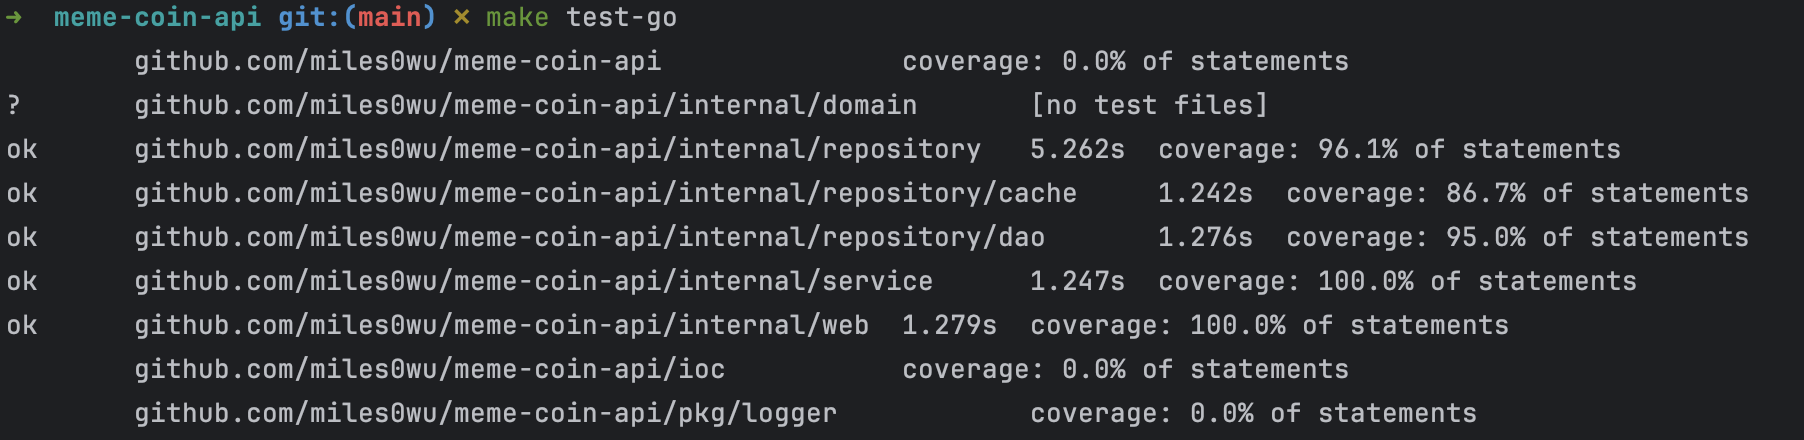 ➜  meme-coin-api git:(main) ✗ make test-go
        github.com/miles0wu/meme-coin-api               coverage: 0.0% of statements
?       github.com/miles0wu/meme-coin-api/internal/domain       [no test files]
ok      github.com/miles0wu/meme-coin-api/internal/repository   5.262s  coverage: 96.1% of statements
ok      github.com/miles0wu/meme-coin-api/internal/repository/cache     1.242s  coverage: 86.7% of statements
ok      github.com/miles0wu/meme-coin-api/internal/repository/dao       1.276s  coverage: 95.0% of statements
ok      github.com/miles0wu/meme-coin-api/internal/service      1.247s  coverage: 100.0% of statements
ok      github.com/miles0wu/meme-coin-api/internal/web  1.279s  coverage: 100.0% of statements
        github.com/miles0wu/meme-coin-api/ioc           coverage: 0.0% of statements
        github.com/miles0wu/meme-coin-api/pkg/logger            coverage: 0.0% of statements